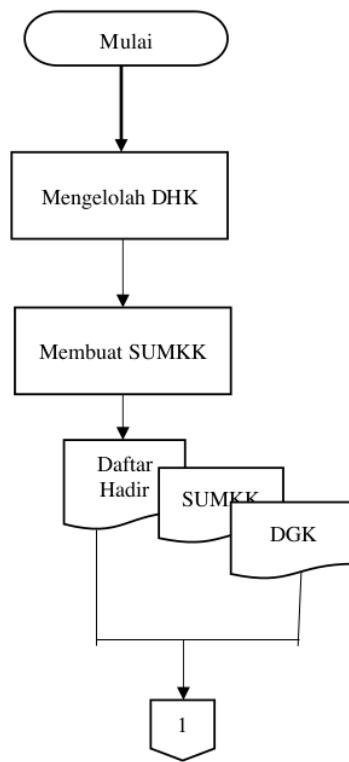 Mulai
Mengelolah DHK
Membuat SUMKK
Daftar
Hadir
SUMKK
DGK
1